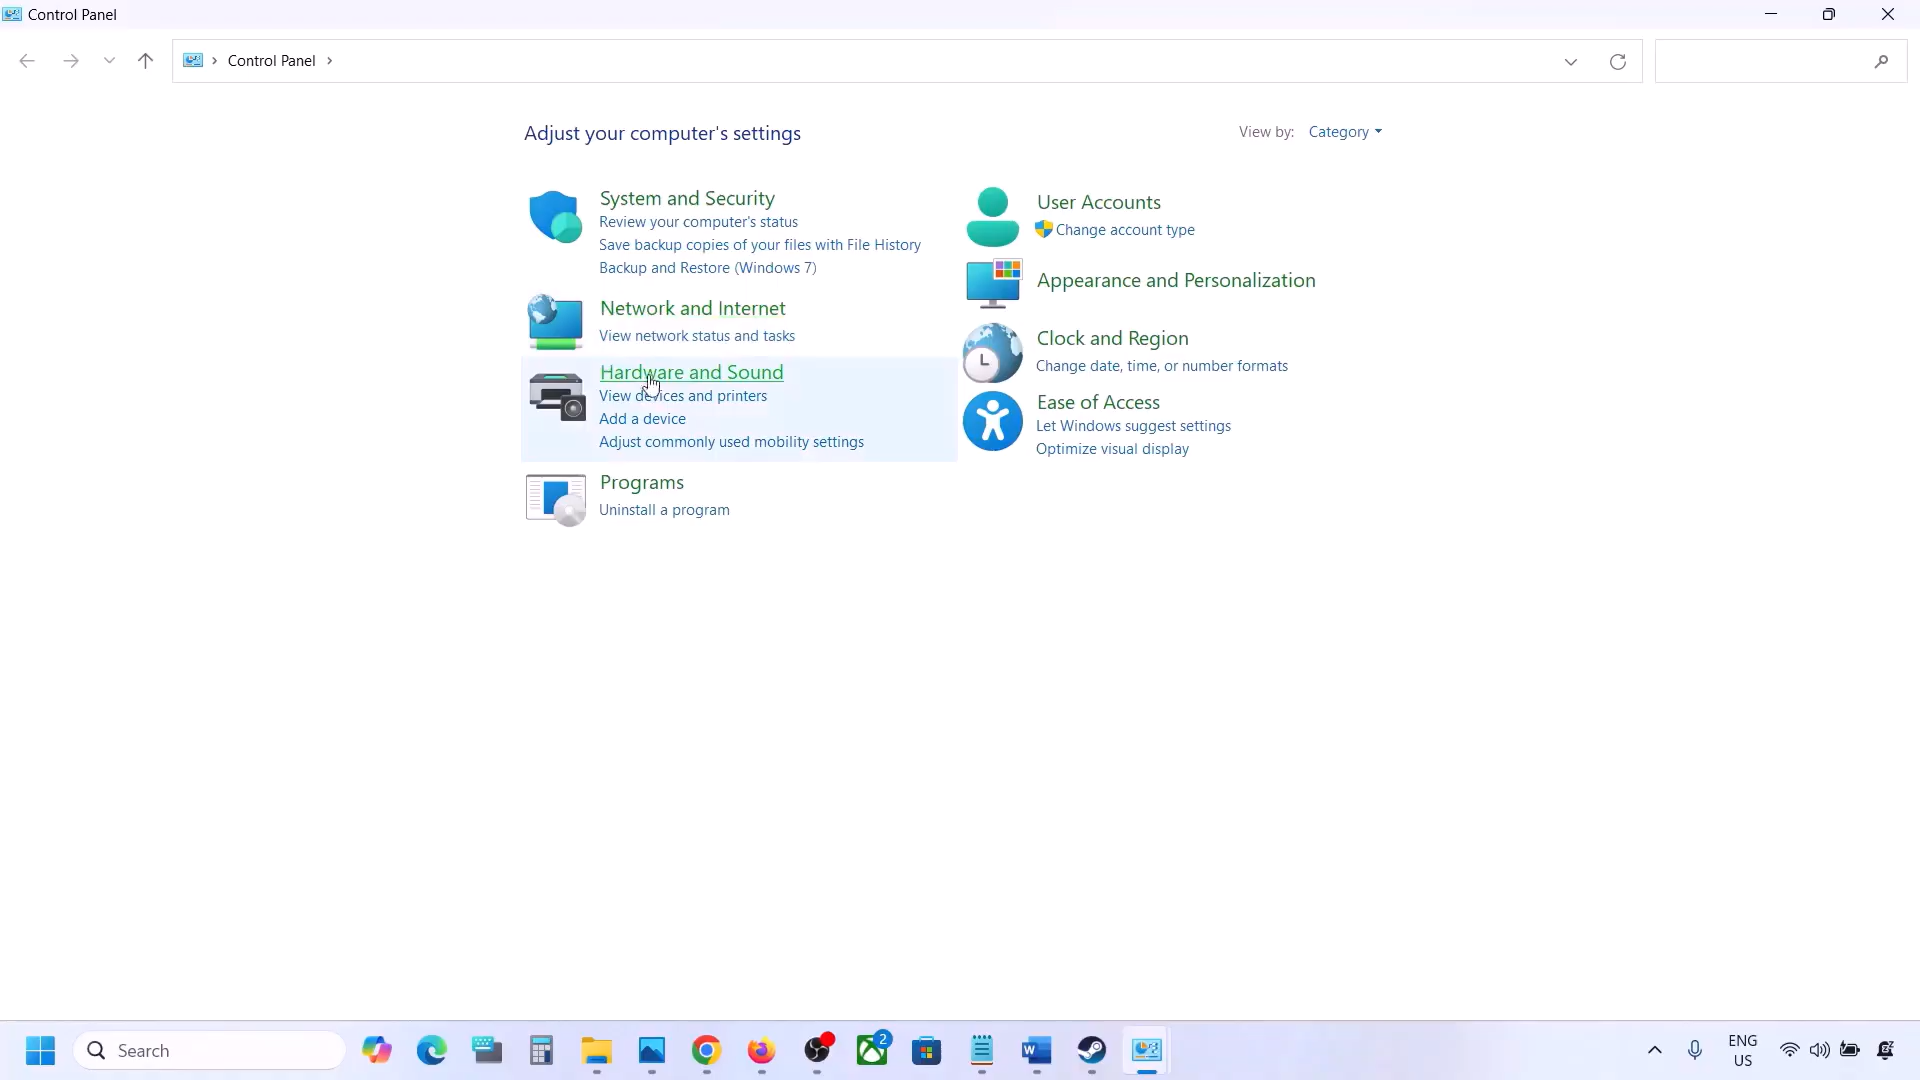 Control Panel
Control Panel
Adjust your computer's settings
View by: Category
System and Security
Review your computer's status
Save backup copies of your files with File History
Backup and Restore (Windows 7)
Network and Internet
View network status and tasks
Hardware and Sound
View devices and printers
Add a device
Adjust commonly used mobility settings
Programs
Uninstall a program
User Accounts
Change account type
Appearance and Personalization
Clock and Region
Change date, time, or number formats
Ease of Access
Let Windows suggest settings
Optimize visual display
Search
2
ENG
US